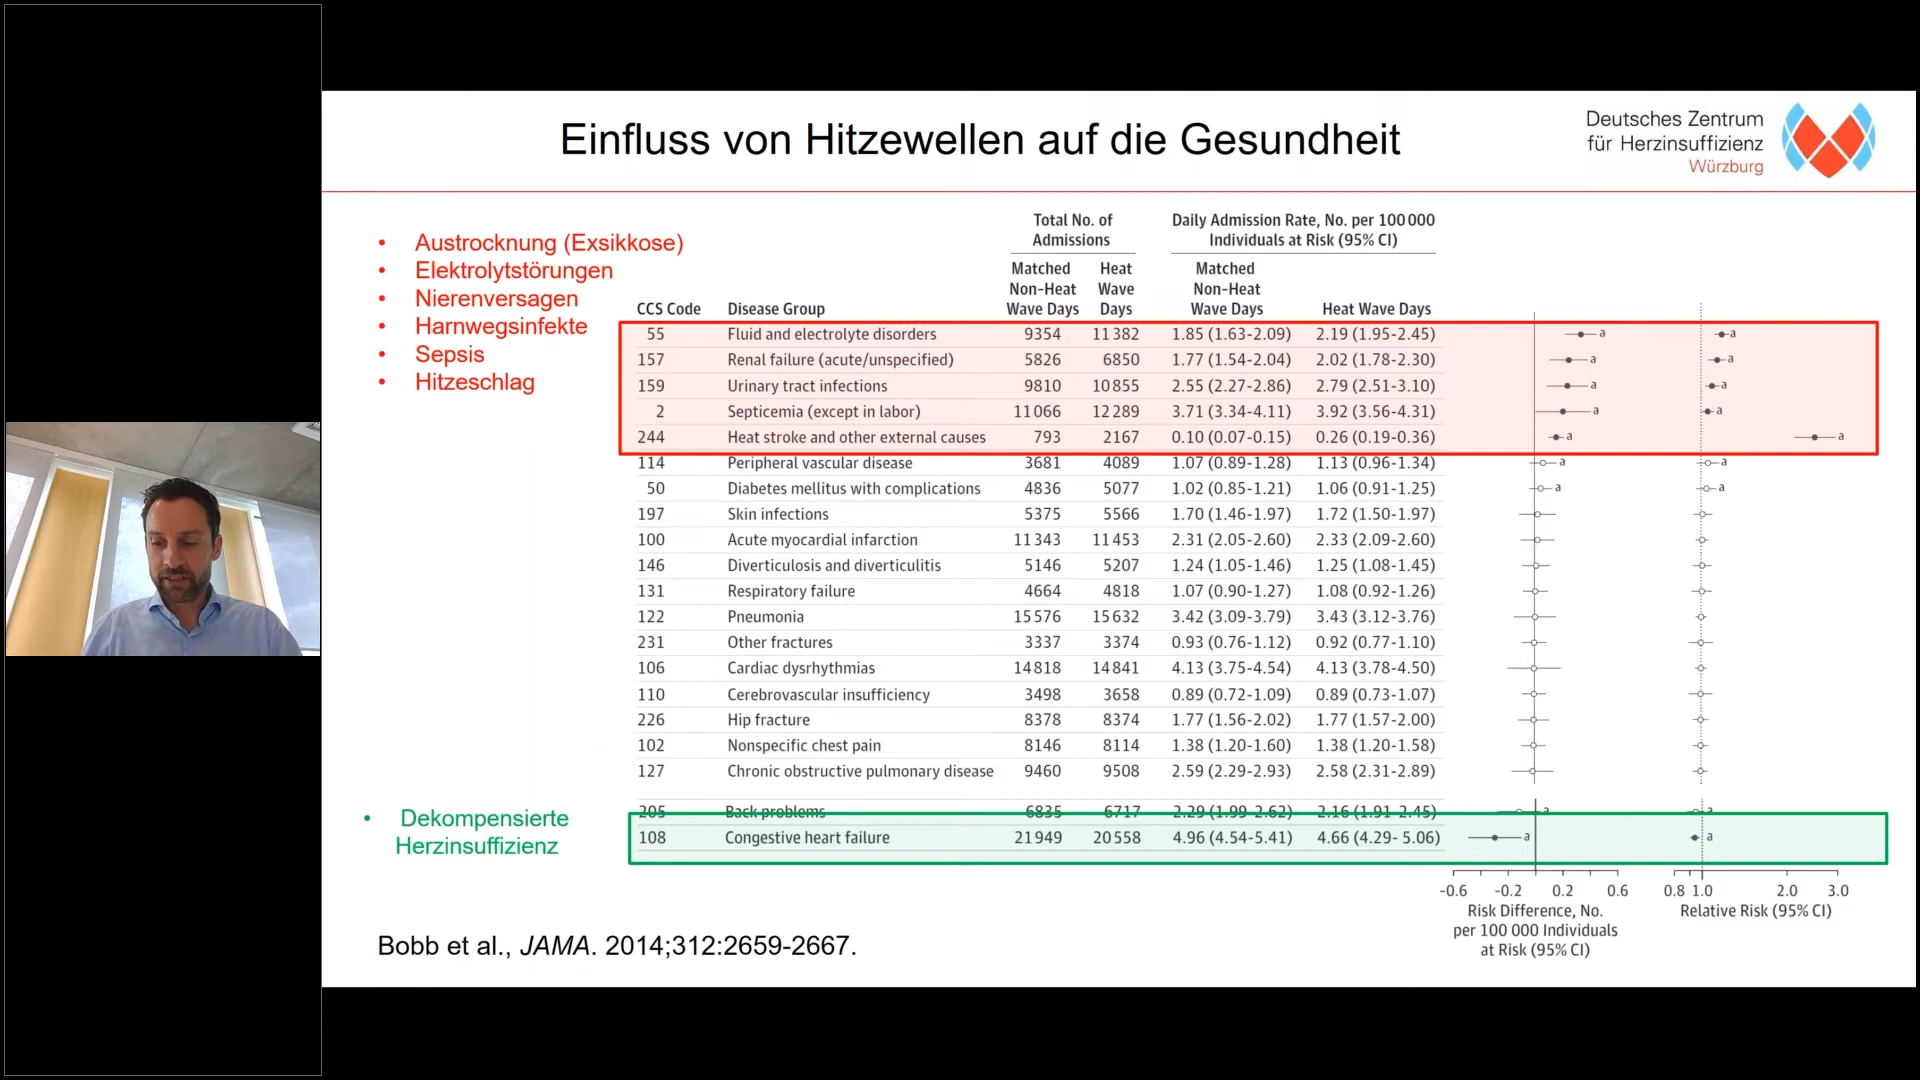 Einfluss von Hitzewellen auf die Gesundheit
Deutsches Zentrum
für Herzinsuffizienz
Würzburg
• Austrocknung (Exsikkose)
• Elektrolytstörungen
• Nierenversagen
• Harnwegsinfekte
• Sepsis
• Hitzeschlag
Total No. of
Admissions
Daily Admission Rate, No. per 100 000
Individuals at Risk (95% CI)
Matched
Non-Heat
Wave Days
Heat
Wave
Days
Matched
Non-Heat
Wave Days
Heat Wave Days
CCS Code Disease Group
55 Fluid and electrolyte disorders 9354 11 382 1.85 (1.63-2.09) 2.19 (1.95-2.45) a a
157 Renal failure (acute/unspecified) 5826 6850 1.77 (1.54-2.04) 2.02 (1.78-2.30) a a
159 Urinary tract infections 9810 10 855 2.55 (2.27-2.86) 2.79 (2.51-3.10) a a
2 Septicemia (except in labor) 11 066 12 289 3.71 (3.34-4.11) 3.92 (3.56-4.31) a a
244 Heat stroke and other external causes 793 2167 0.10 (0.07-0.15) 0.26 (0.19-0.36) a a
114 Peripheral vascular disease 3681 4089 1.07 (0.89-1.28) 1.13 (0.96-1.34) a a
50 Diabetes mellitus with complications 4836 5077 1.02 (0.85-1.21) 1.06 (0.91-1.25) a a
197 Skin infections 5375 5566 1.70 (1.46-1.97) 1.72 (1.50-1.97)
100 Acute myocardial infarction 11 343 11 453 2.31 (2.05-2.60) 2.33 (2.09-2.60)
146 Diverticulosis and diverticulitis 5146 5207 1.24 (1.05-1.46) 1.25 (1.08-1.45)
131 Respiratory failure 4664 4818 1.07 (0.90-1.27) 1.08 (0.92-1.26)
122 Pneumonia 15 576 15 632 3.42 (3.09-3.79) 3.43 (3.12-3.76)
231 Other fractures 3337 3374 0.93 (0.76-1.12) 0.92 (0.77-1.10)
106 Cardiac dysrhythmias 14 818 14 841 4.13 (3.75-4.54) 4.13 (3.78-4.50)
110 Cerebrovascular insufficiency 3498 3658 0.89 (0.72-1.09) 0.89 (0.73-1.07)
226 Hip fracture 8378 8374 1.77 (1.56-2.02) 1.77 (1.57-2.00)
102 Nonspecific chest pain 8146 8114 1.38 (1.20-1.60) 1.38 (1.20-1.58)
127 Chronic obstructive pulmonary disease 9460 9508 2.59 (2.29-2.93) 2.58 (2.31-2.89)
205 Back problems 6835 6717 2.29 (1.99-2.62) 2.16 (1.91-2.45) a a
108 Congestive heart failure 21 949 20 558 4.96 (4.54-5.41) 4.66 (4.29- 5.06) a a
• Dekompensierte
Herzinsuffizienz
-0.6 -0.2 0.2 0.6
Risk Difference, No.
per 100 000 Individuals
at Risk (95% CI)
0.8 1.0 2.0 3.0
Relative Risk (95% CI)
Bobb et al., JAMA. 2014;312:2659-2667.